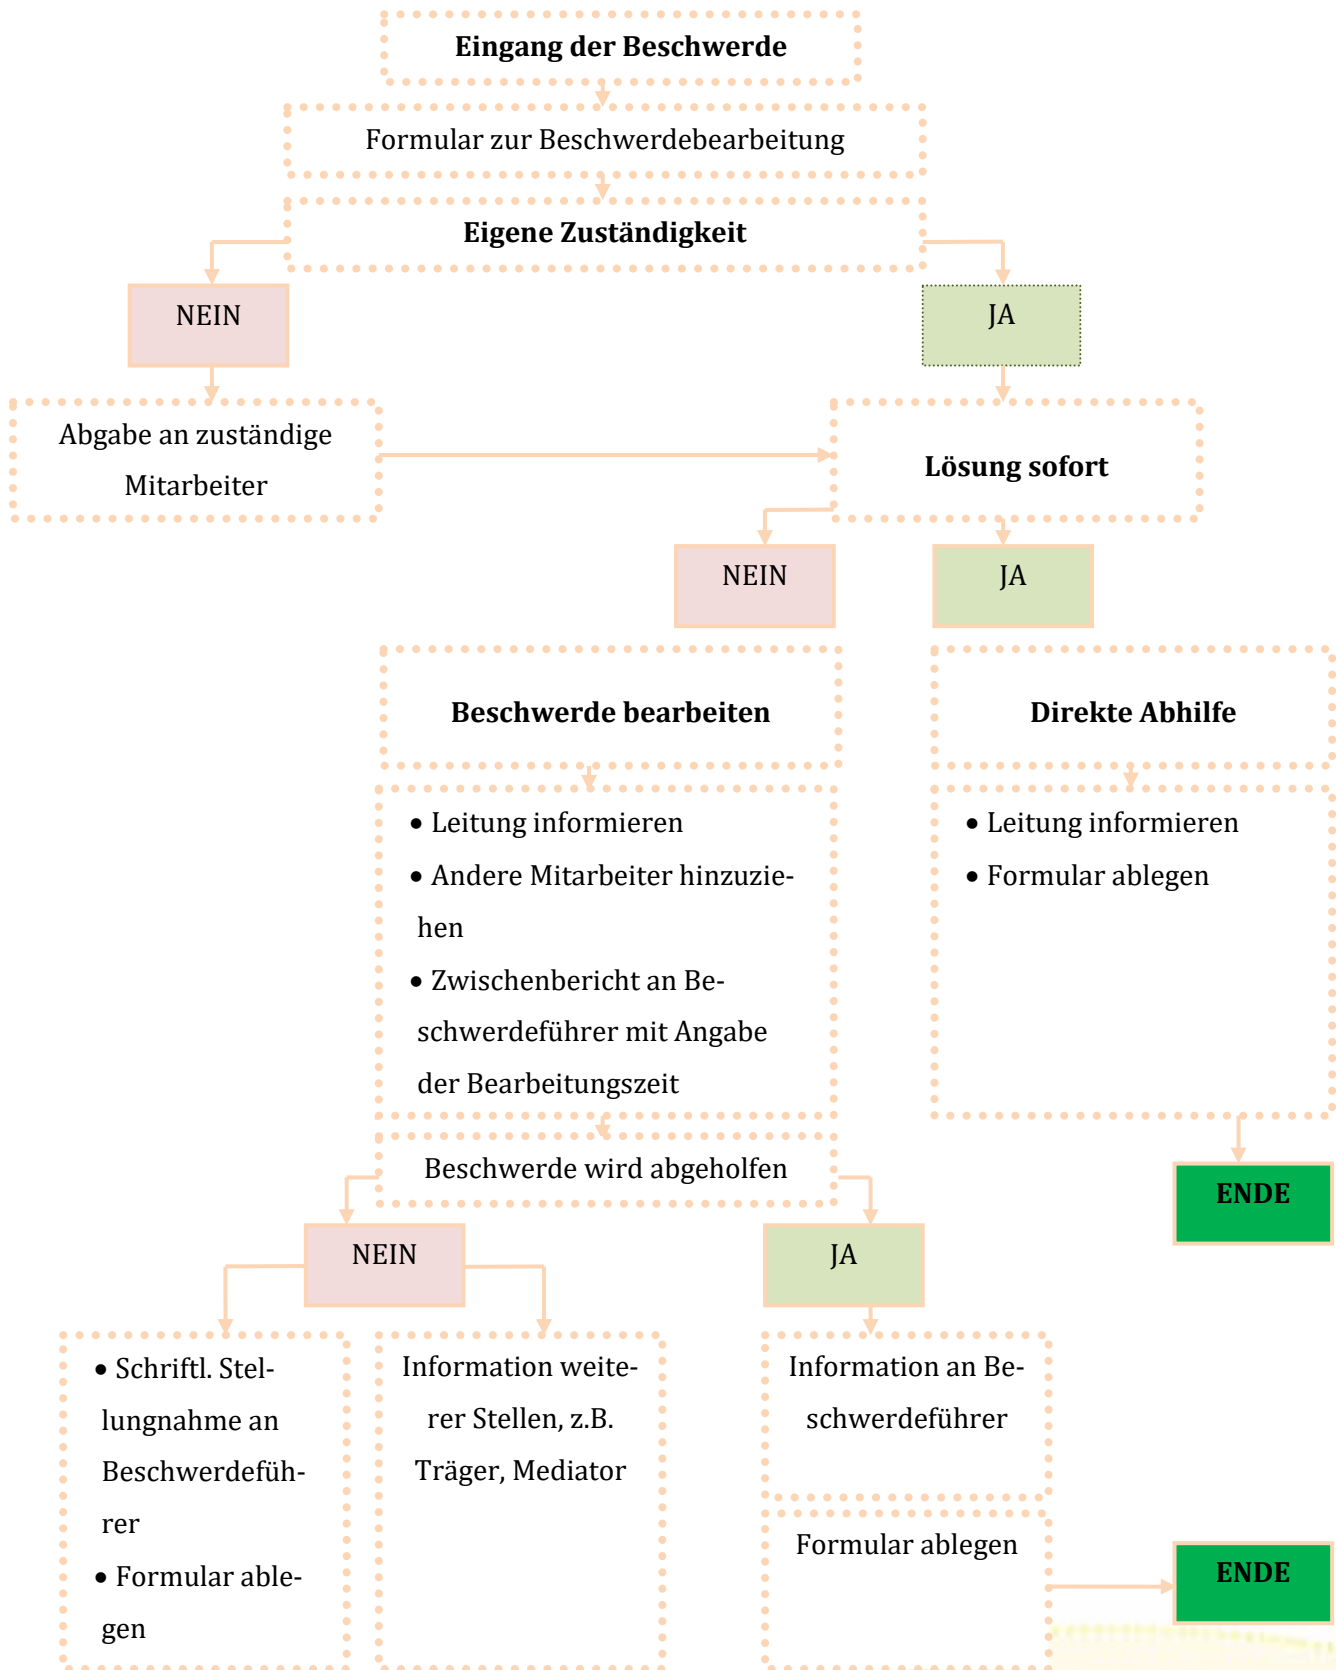 Eingang der Beschwerde
Formular zur Beschwerdebearbeitung
Eigene Zuständigkeit
NEIN
JA
Abgabe an zuständige
Mitarbeiter
Lösung sofort
NEIN
JA
Beschwerde bearbeiten
Direkte Abhilfe
• Leitung informieren
• Andere Mitarbeiter hinzuzie-
hen
• Zwischenbericht an Be-
schwerdeführer mit Angabe
der Bearbeitungszeit
• Leitung informieren
• Formular ablegen
Beschwerde wird abgeholfen
ENDE
NEIN
JA
• Schriftl. Stel-
lungnahme an
Beschwerdefüh-
rer
• Formular able-
gen
Information weite-
rer Stellen, z.B.
Träger, Mediator
Information an Be-
schwerdeführer
Formular ablegen
ENDE